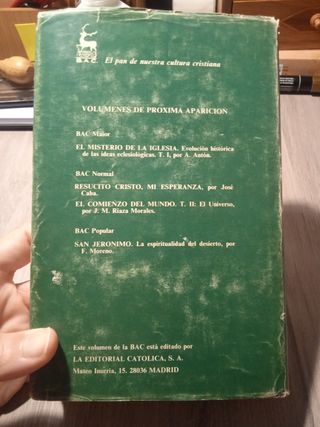 B.A.C.
El pan de nuestra cultura cristiana
VOLUMENES DE PROXIMA APARICION
BAC Maior
EL MISTERIO DE LA IGLESIA. Evolución histórica
de las ideas eclesiológicas. T. I, por A. Antón.
BAC Normal
RESUCITO CRISTO, MI ESPERANZA, por José
Caba.
EL COMIENZO DEL MUNDO. T. II: El Universo,
por J. M. Riaza Morales.
BAC Popular
SAN JERONIMO. La espiritualidad del desierto, por
F. Moreno.
Este volumen de la BAC está editado por
LA EDITORIAL CATOLICA, S. A.
Mateo Inurria, 15. 28036 MADRID